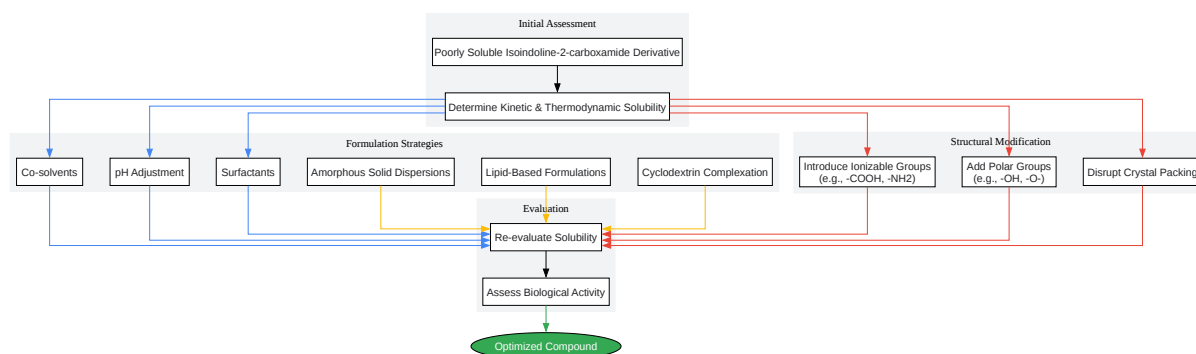 Initial Assessment
Poorly Soluble Isoindoline-2-carboxamide Derivative
Determine Kinetic & Thermodynamic Solubility
Formulation Strategies
Co-solvents
pH Adjustment
Surfactants
Amorphous Solid Dispersions
Lipid-Based Formulations
Cyclodextrin Complexation
Structural Modification
Introduce Ionizable Groups
(e.g., -COOH, -NH2)
Add Polar Groups
(e.g., -OH, -O-)
Disrupt Crystal Packing
Evaluation
Re-evaluate Solubility
Assess Biological Activity
Optimized Compound